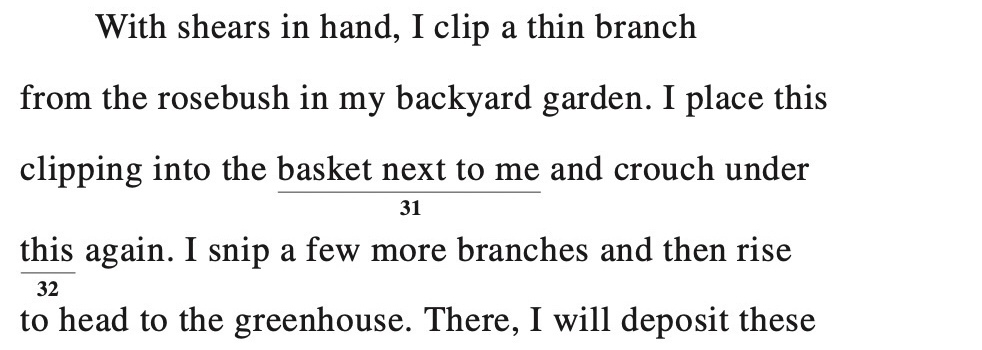 With shears in hand, I clip a thin branch
from the rosebush in my backyard garden. I place this
clipping into the basket next to me and crouch under
31
this again. I snip a few more branches and then rise
32
to head to the greenhouse. There, I will deposit these